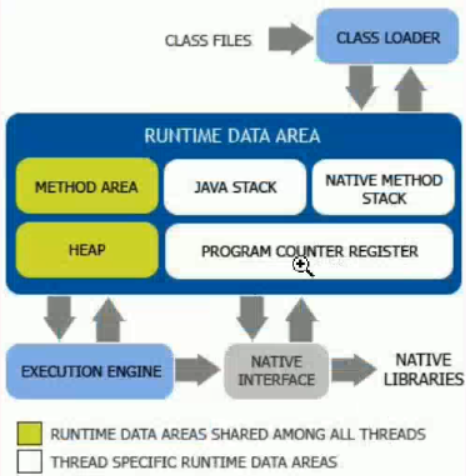 CLASS FILES
CLASS LOADER
RUNTIME DATA AREA
METHOD AREA
JAVA STACK
NATIVE METHOD
STACK
HEAP
PROGRAM COUNTER REGISTER
EXECUTION ENGINE
NATIVE
INTERFACE
NATIVE
LIBRARIES
RUNTIME DATA AREAS SHARED AMONG ALL THREADS
THREAD SPECIFIC RUNTIME DATA AREAS